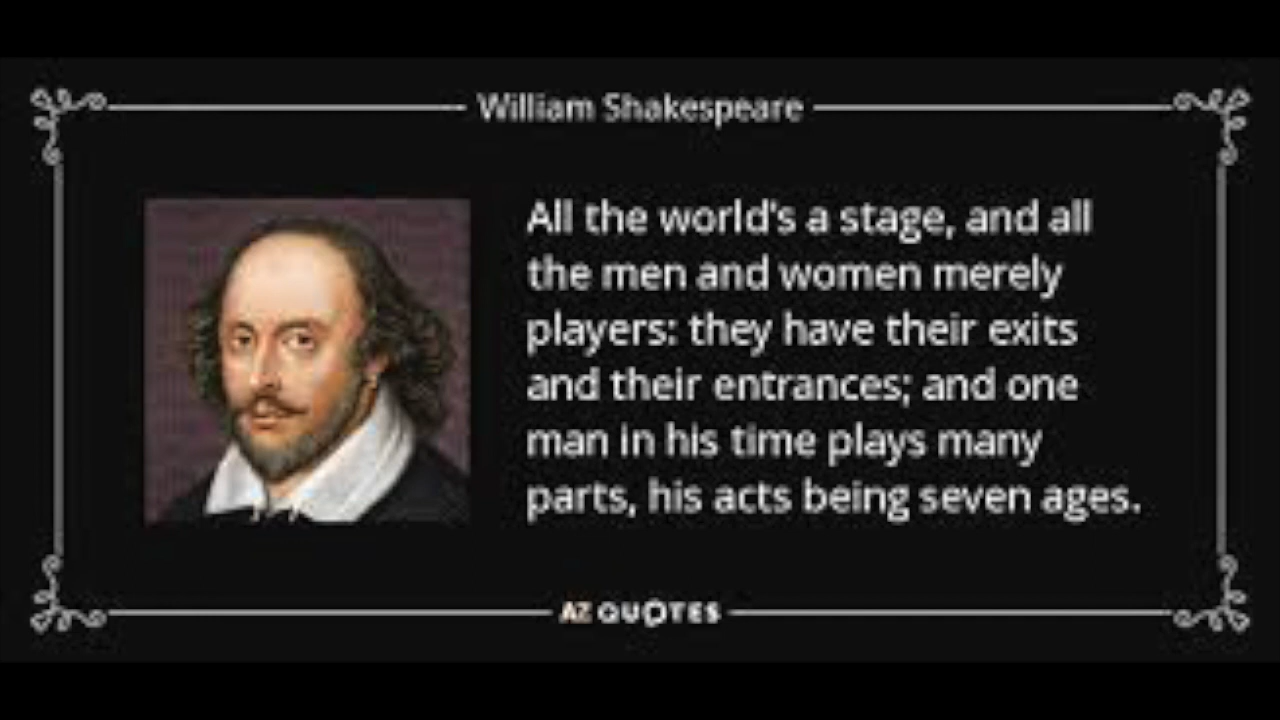 William Shakespeare
All the world's a stage, and all
the men and women merely
players: they have their exits
and their entrances; and one
man in his time plays many
parts, his acts being seven ages.
AZ QUOTES